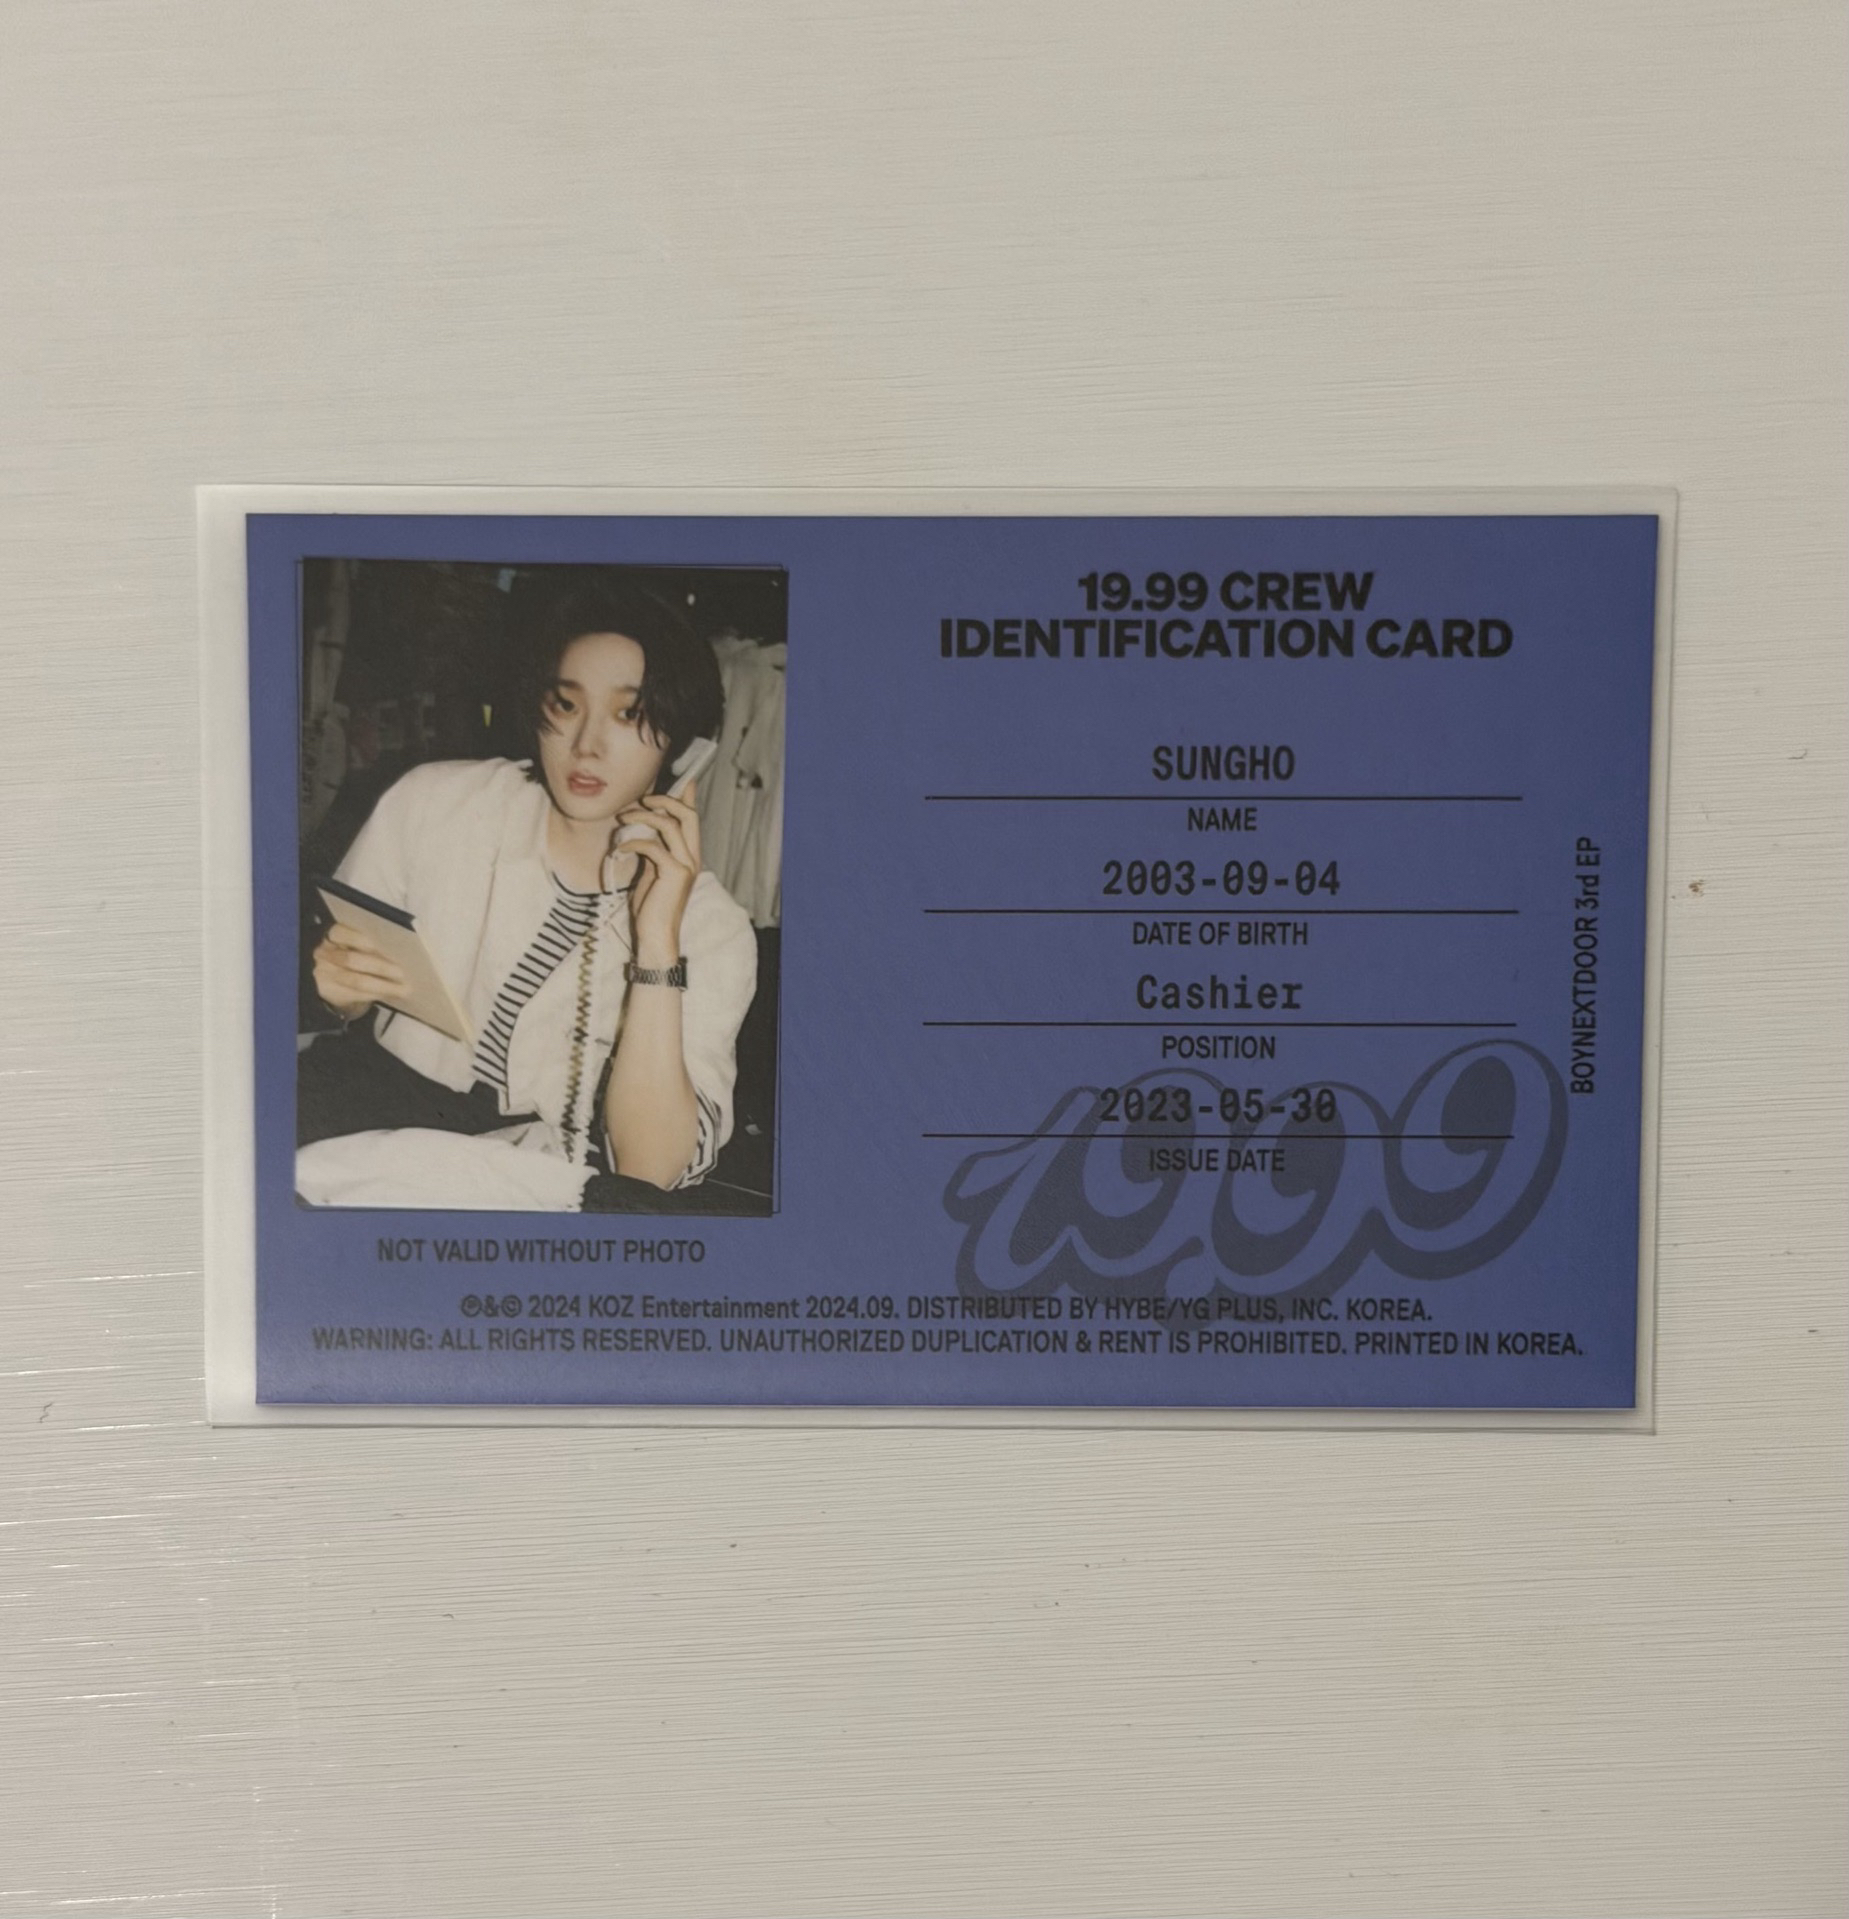 19.99 CREW
IDENTIFICATION CARD
SUNGHO
NAME
2003-09-04
DATE OF BIRTH
Cashier
POSITION
2023-05-30
ISSUE DATE
19.99
BOYNEXTDOOR 3rd EP
NOT VALID WITHOUT PHOTO
℗&© 2024 KOZ Entertainment 2024.09. DISTRIBUTED BY HYBE/YG PLUS, INC. KOREA.
WARNING: ALL RIGHTS RESERVED. UNAUTHORIZED DUPLICATION & RENT IS PROHIBITED. PRINTED IN KOREA.